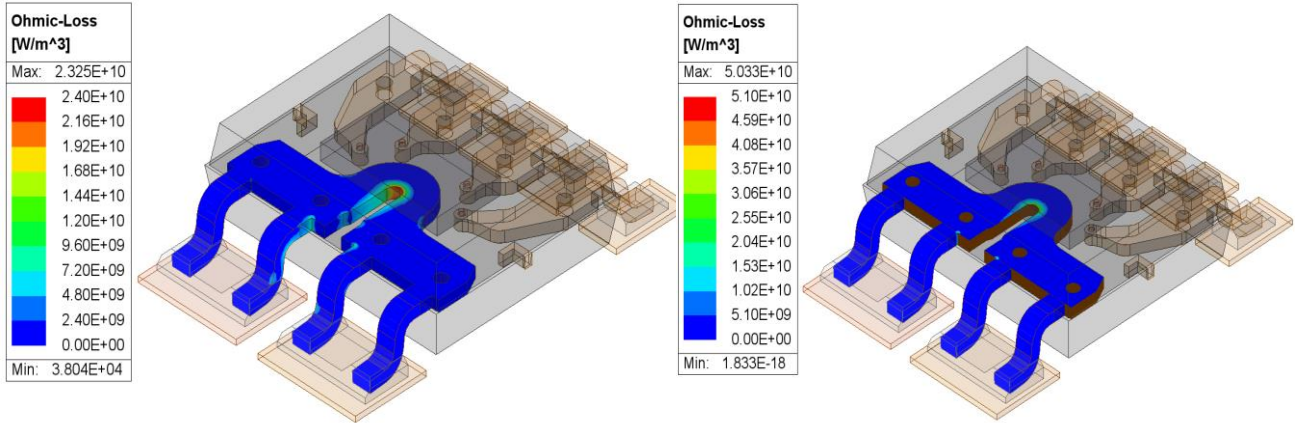 Ohmic-Loss
[W/m^3]
Max: 2.325E+10
2.40E+10
2.16E+10
1.92E+10
1.68E+10
1.44E+10
1.20E+10
9.60E+09
7.20E+09
4.80E+09
2.40E+09
0.00E+00
Min: 3.804E+04
Ohmic-Loss
[W/m^3]
Max: 5.033E+10
5.10E+10
4.59E+10
4.08E+10
3.57E+10
3.06E+10
2.55E+10
2.04E+10
1.53E+10
1.02E+10
5.10E+09
0.00E+00
Min: 1.833E-18